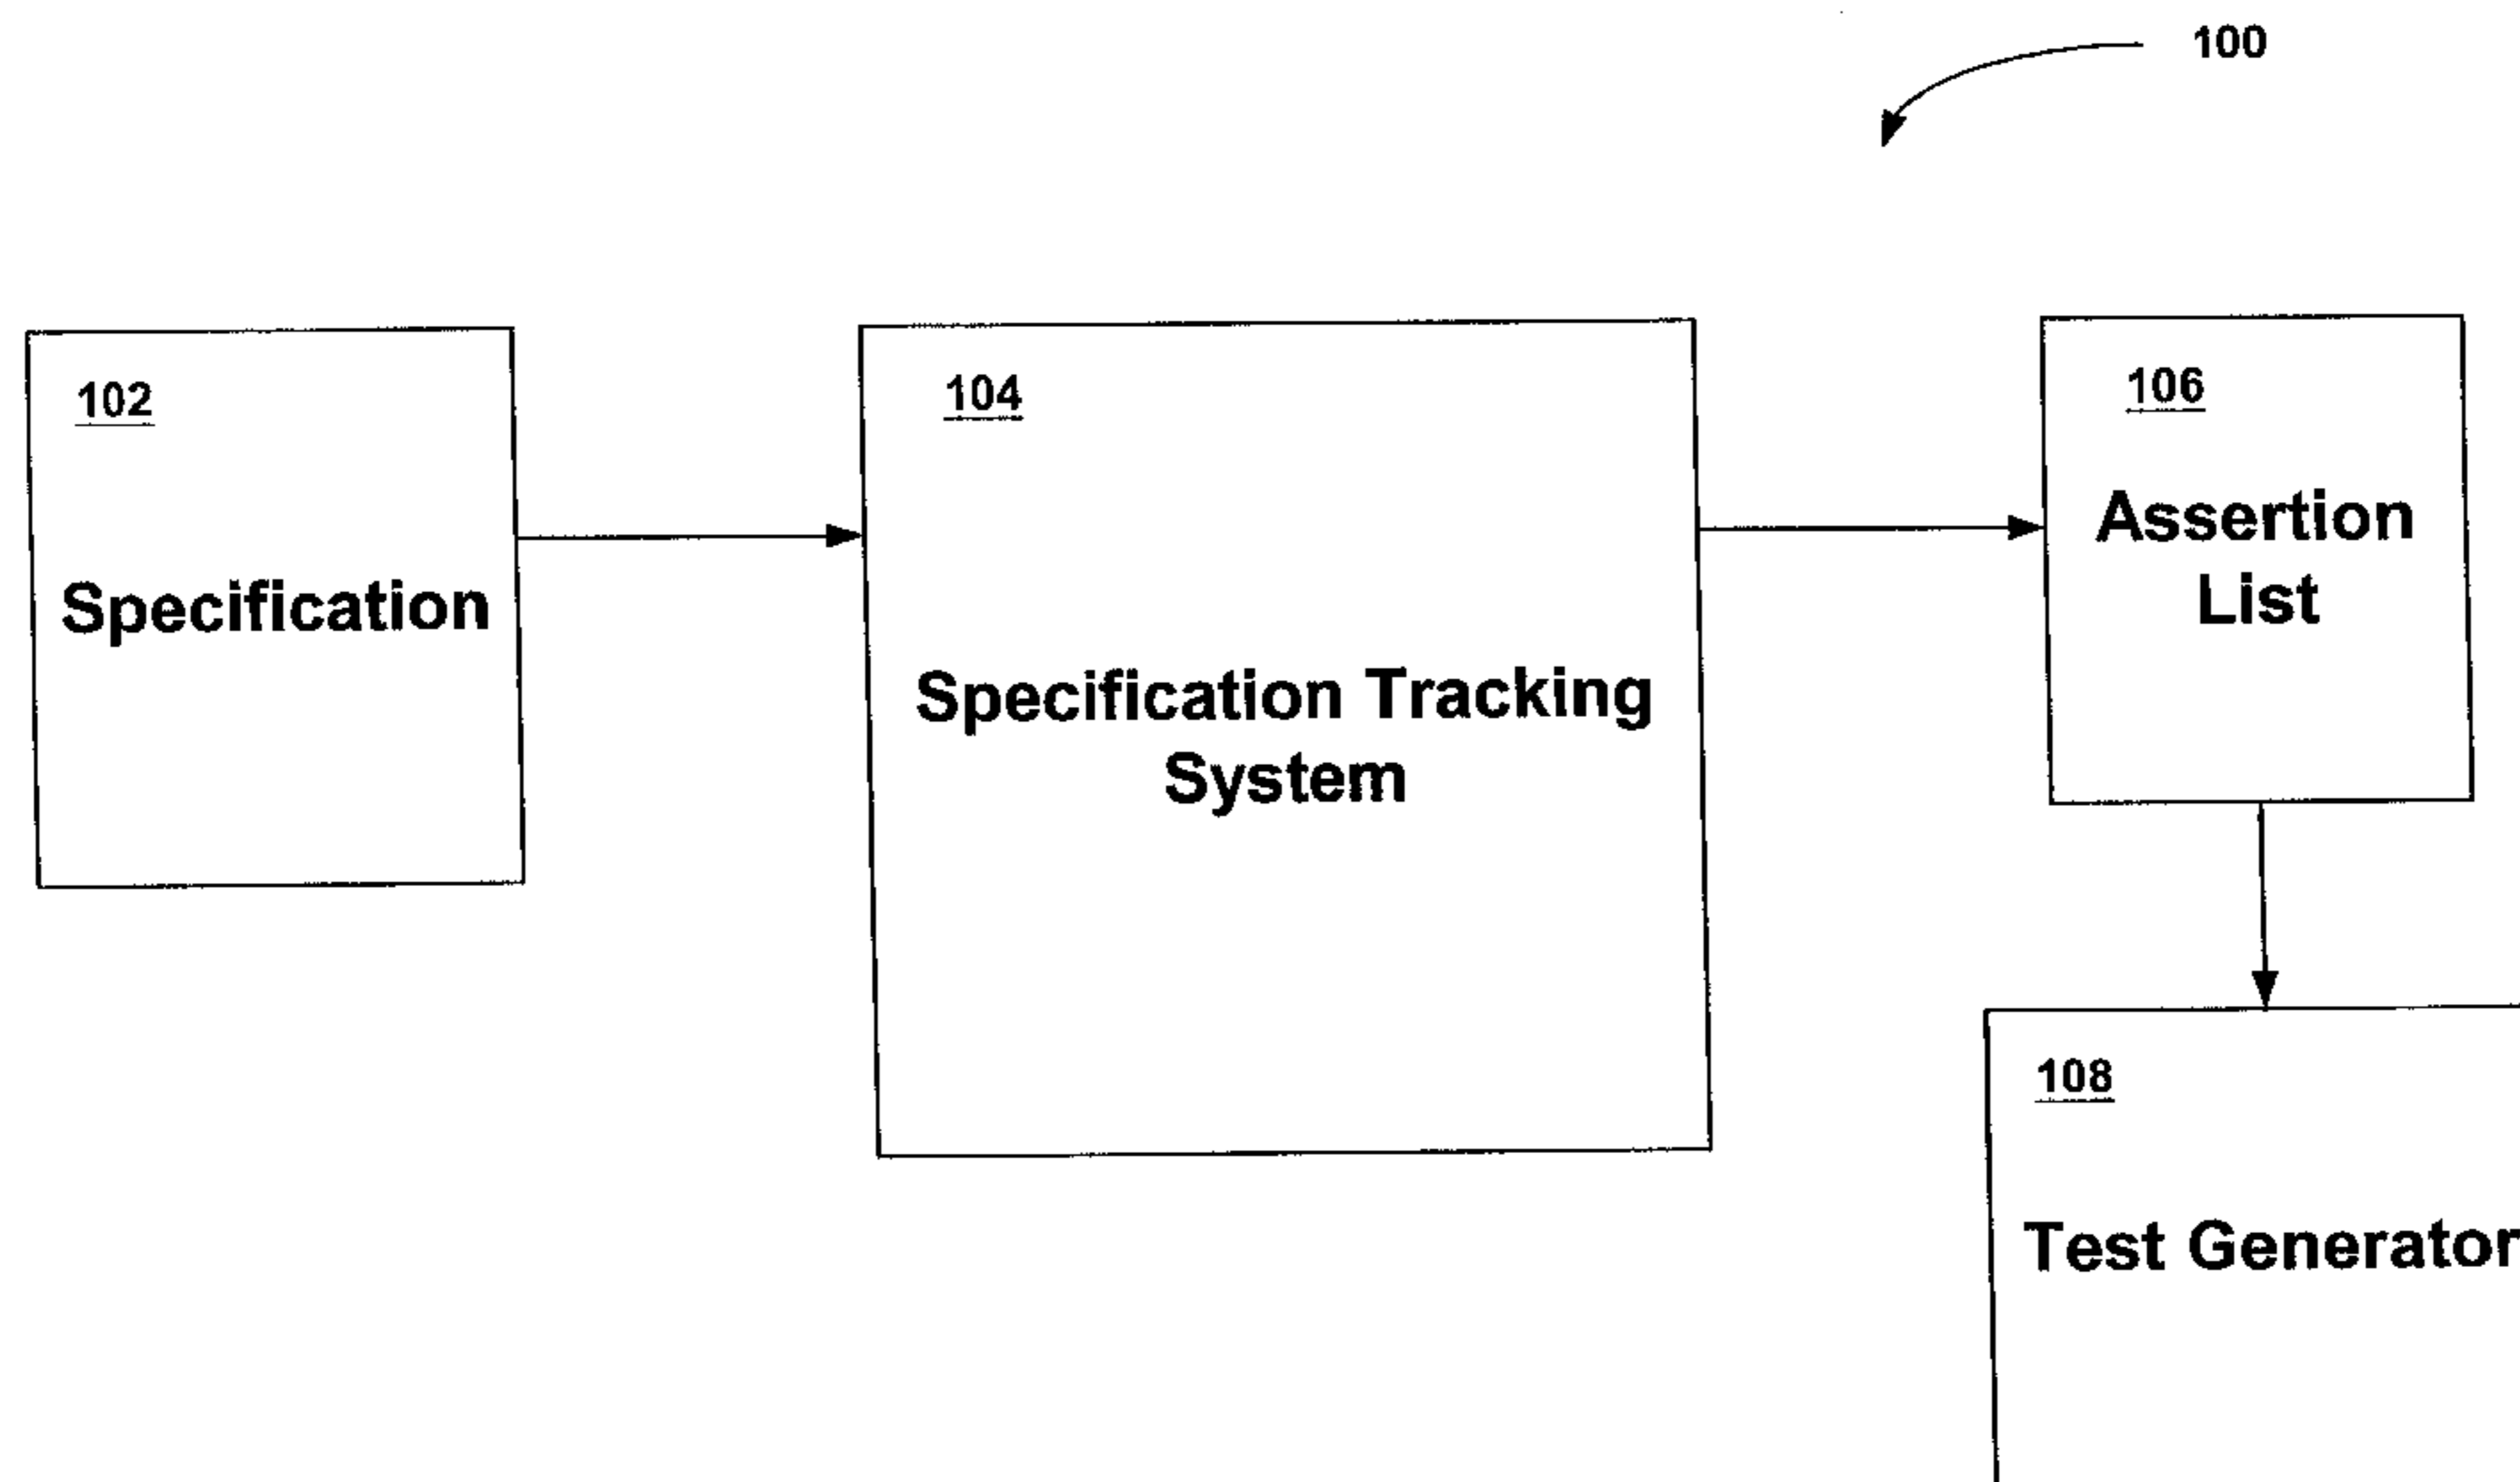 100
102
Specification
104
Specification Tracking
System
106
Assertion
List
108
Test Generator